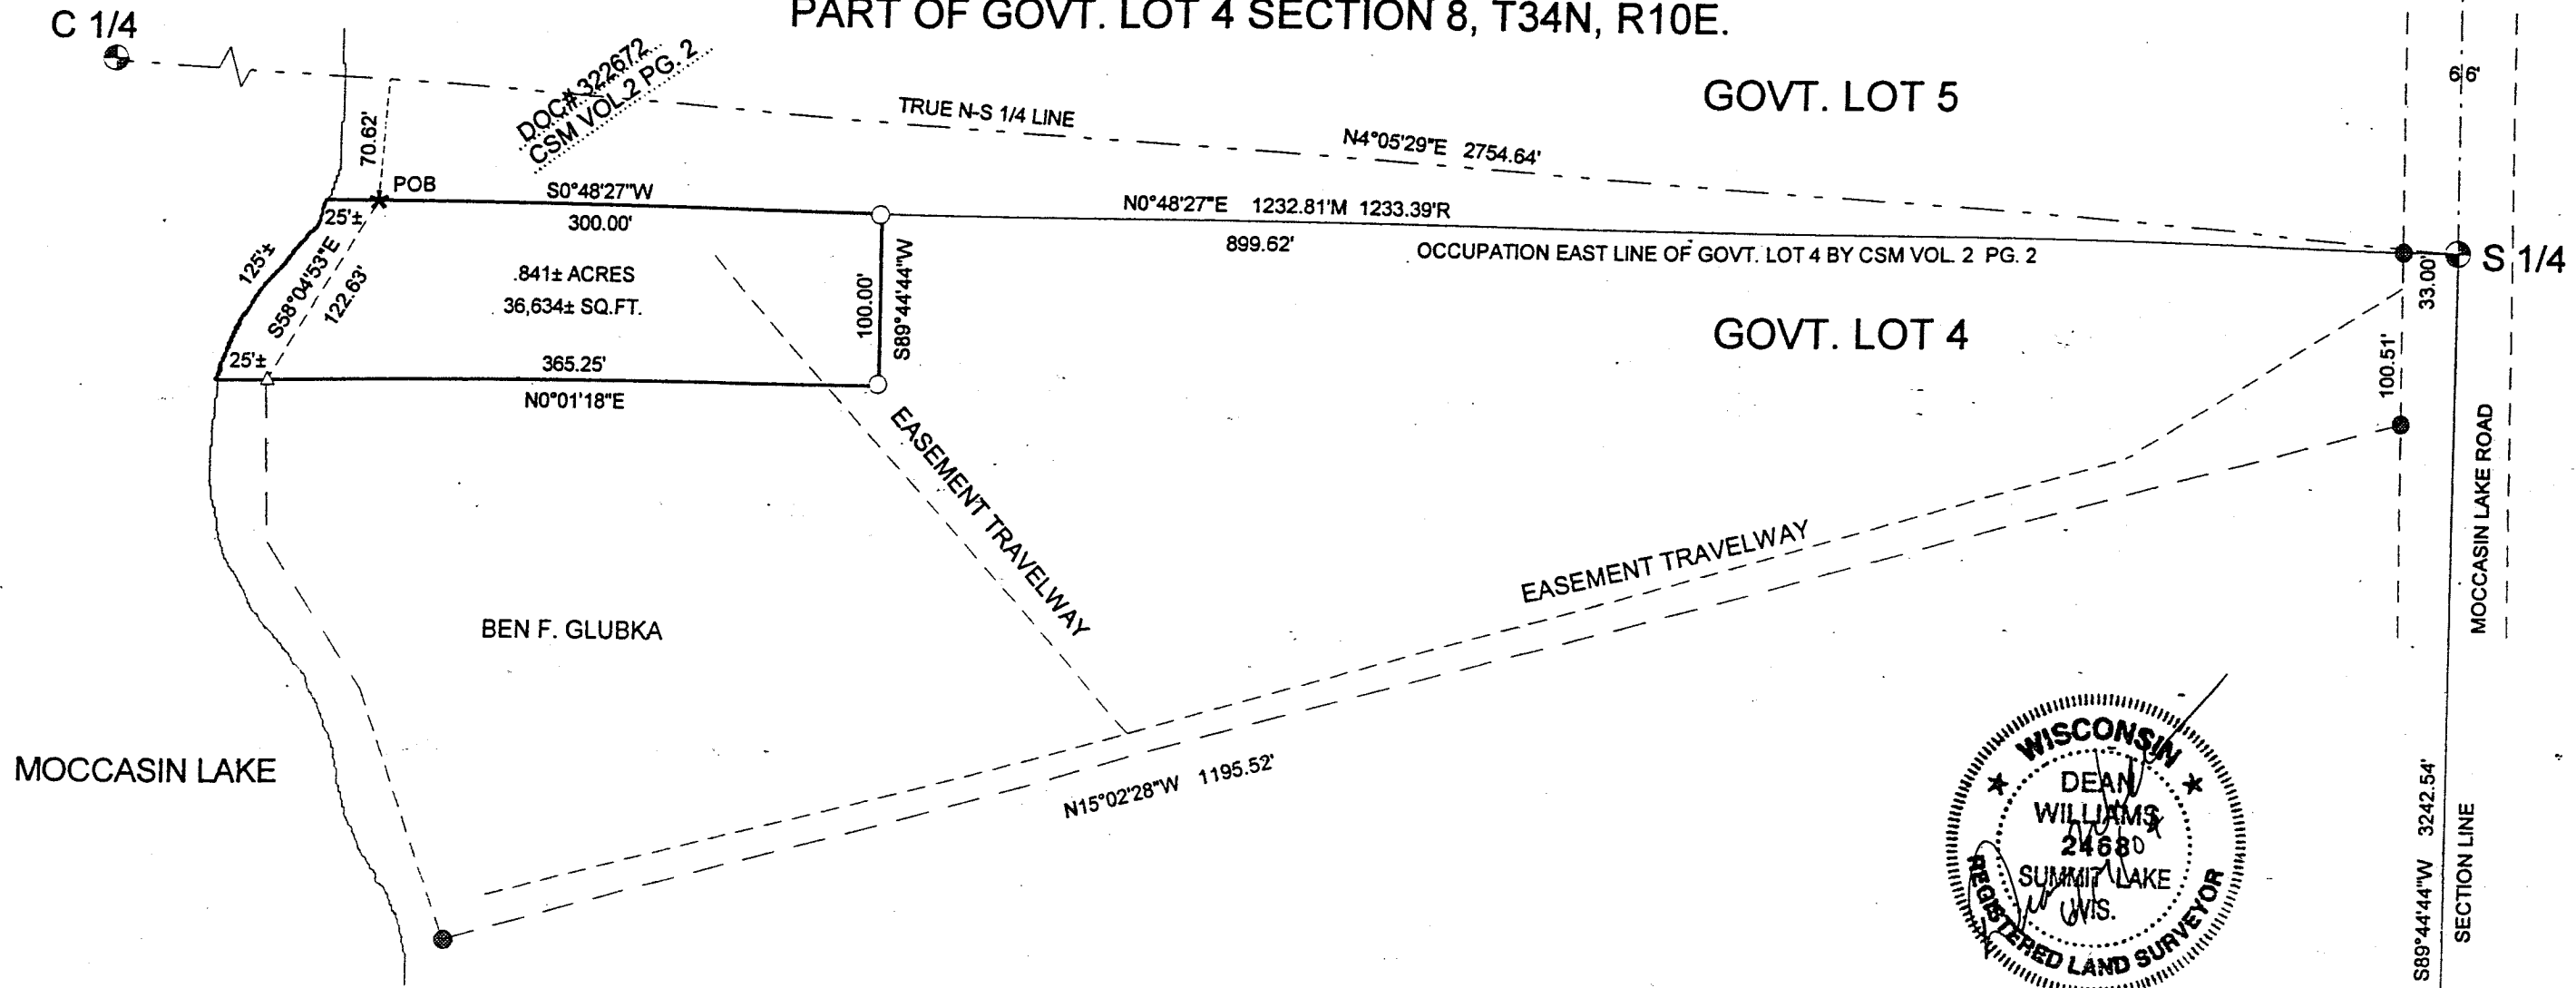 PART OF GOVT. LOT 4 SECTION 8, T34N, R10E.
C 1/4
DOC# 322672
CSM VOL.2 PG. 2
70.62'
TRUE N-S 1/4 LINE
GOVT. LOT 5
66'
N4°05'29"E 2754.64'
POB
S0°48'27"W
300.00'
25'±
N0°48'27"E 1232.81'M 1233.39'R
899.62'
OCCUPATION EAST LINE OF GOVT. LOT 4 BY CSM VOL. 2 PG. 2
S 1/4
33.00'
125'±
S58°04'53"E
122.63'
.841± ACRES
36,634± SQ.FT.
100.00'
S89°44'44"W
GOVT. LOT 4
25'±
365.25'
N0°01'18"E
100.51'
EASEMENT TRAVELWAY
MOCCASIN LAKE ROAD
EASEMENT TRAVELWAY
BEN F. GLUBKA
MOCCASIN LAKE
N15°02'28"W 1195.52'
WISCONSIN
DEAN
WILLIAMS
2468
SUMMIT LAKE
WIS.
REGISTERED LAND SURVEYOR
S89°44'44"W 3242.54'
SECTION LINE